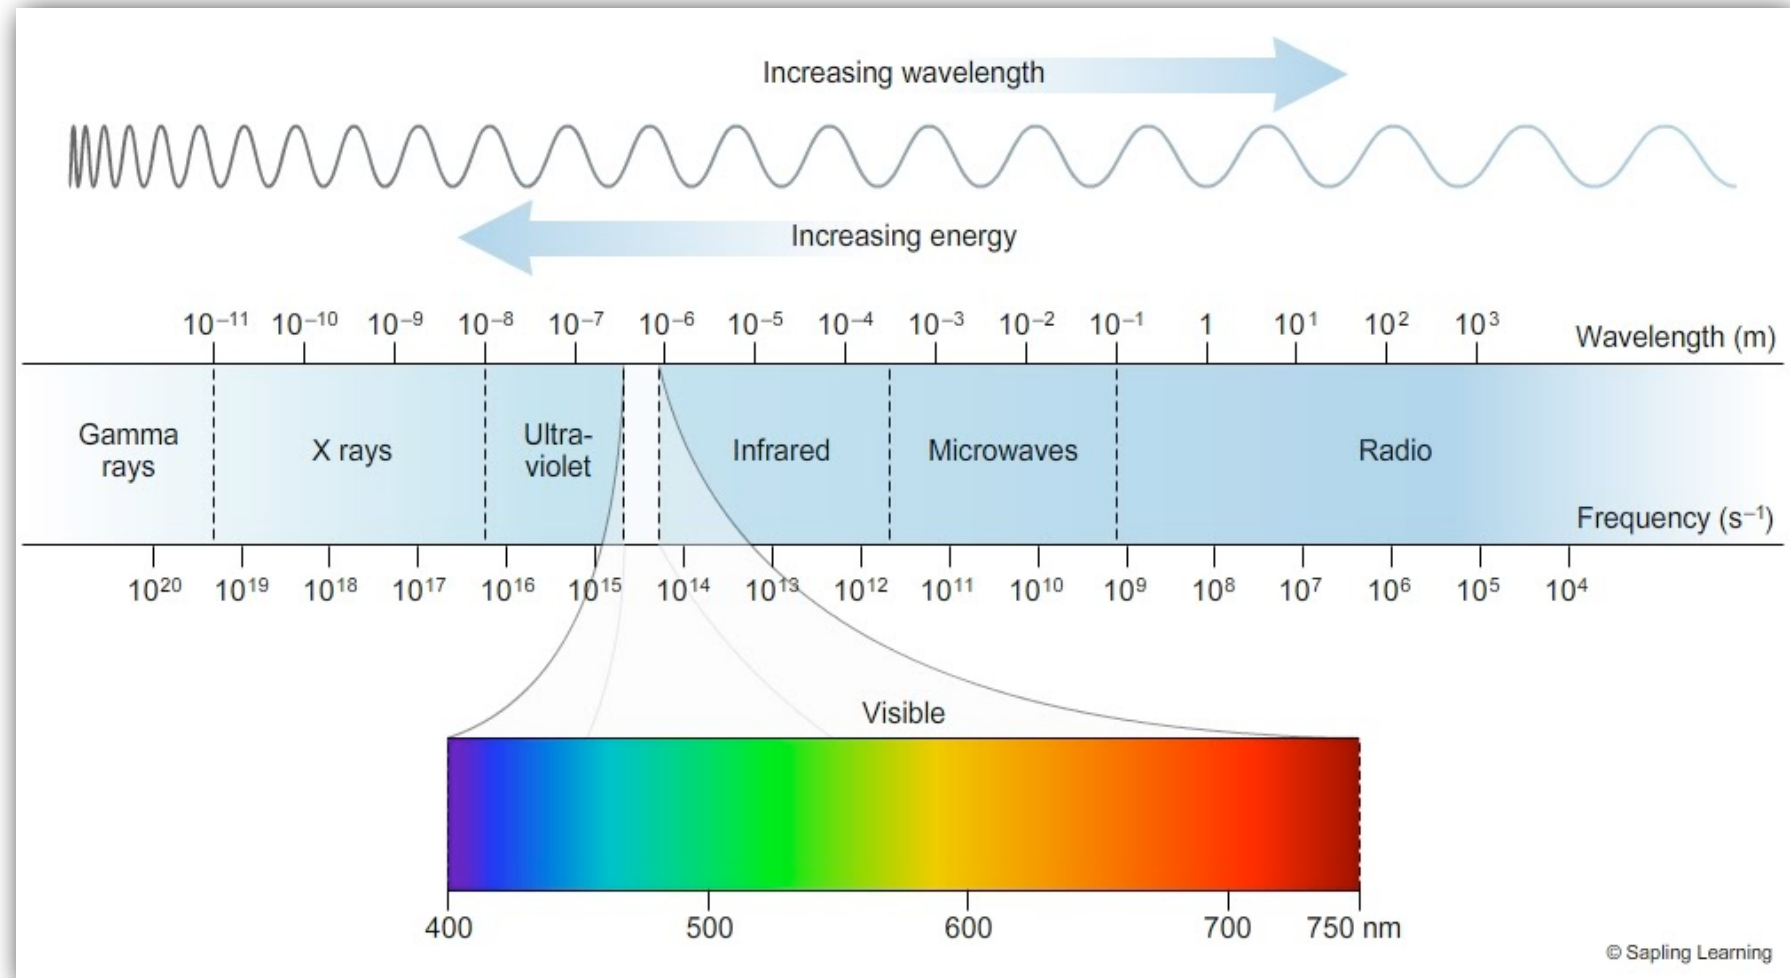 Increasing wavelength
Increasing energy
10⁻¹¹ 10⁻¹⁰ 10⁻⁹ 10⁻⁸ 10⁻⁷ 10⁻⁶ 10⁻⁵ 10⁻⁴ 10⁻³ 10⁻² 10⁻¹ 1 10¹ 10² 10³ Wavelength (m)
Gamma
rays
X rays
Ultra-
violet
Infrared
Microwaves
Radio
Frequency (s⁻¹)
10²⁰ 10¹⁹ 10¹⁸ 10¹⁷ 10¹⁶ 10¹⁵ 10¹⁴ 10¹³ 10¹² 10¹¹ 10¹⁰ 10⁹ 10⁸ 10⁷ 10⁶ 10⁵ 10⁴
Visible
400 500 600 700 750 nm
© Sapling Learning